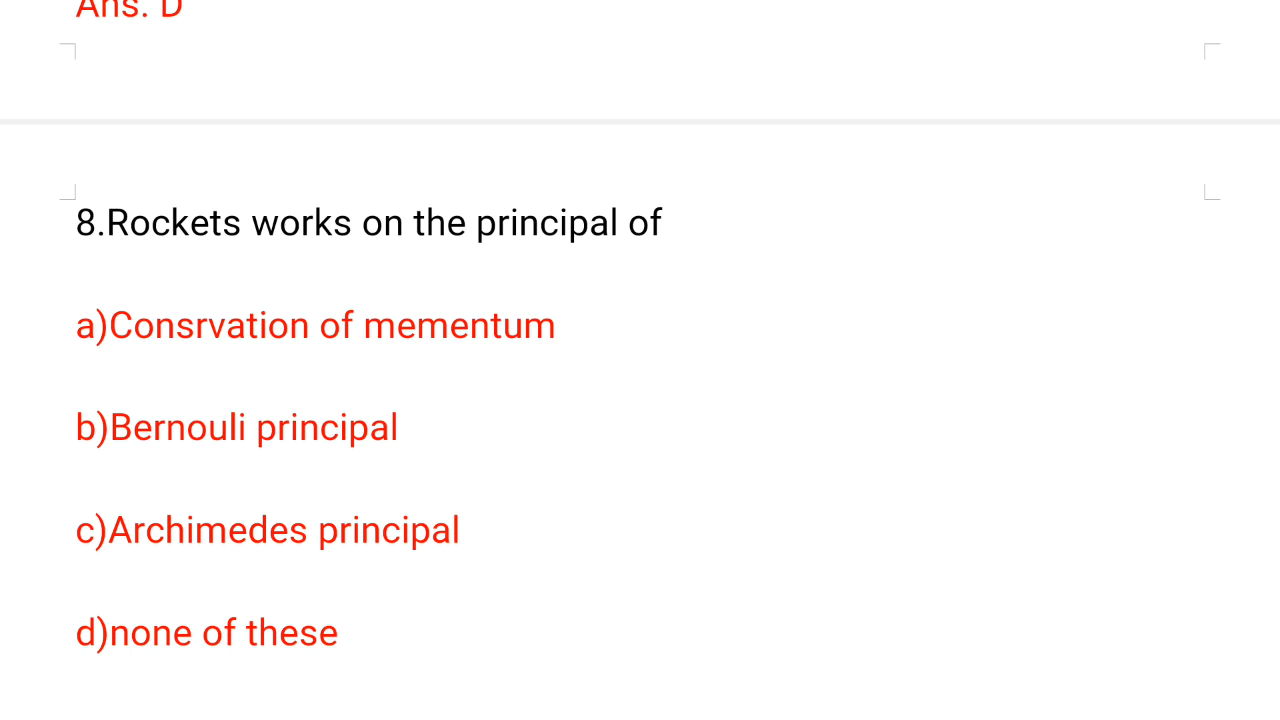 Ans. D
8.Rockets works on the principal of
a)Consrvation of mementum
b)Bernouli principal
c)Archimedes principal
d)none of these